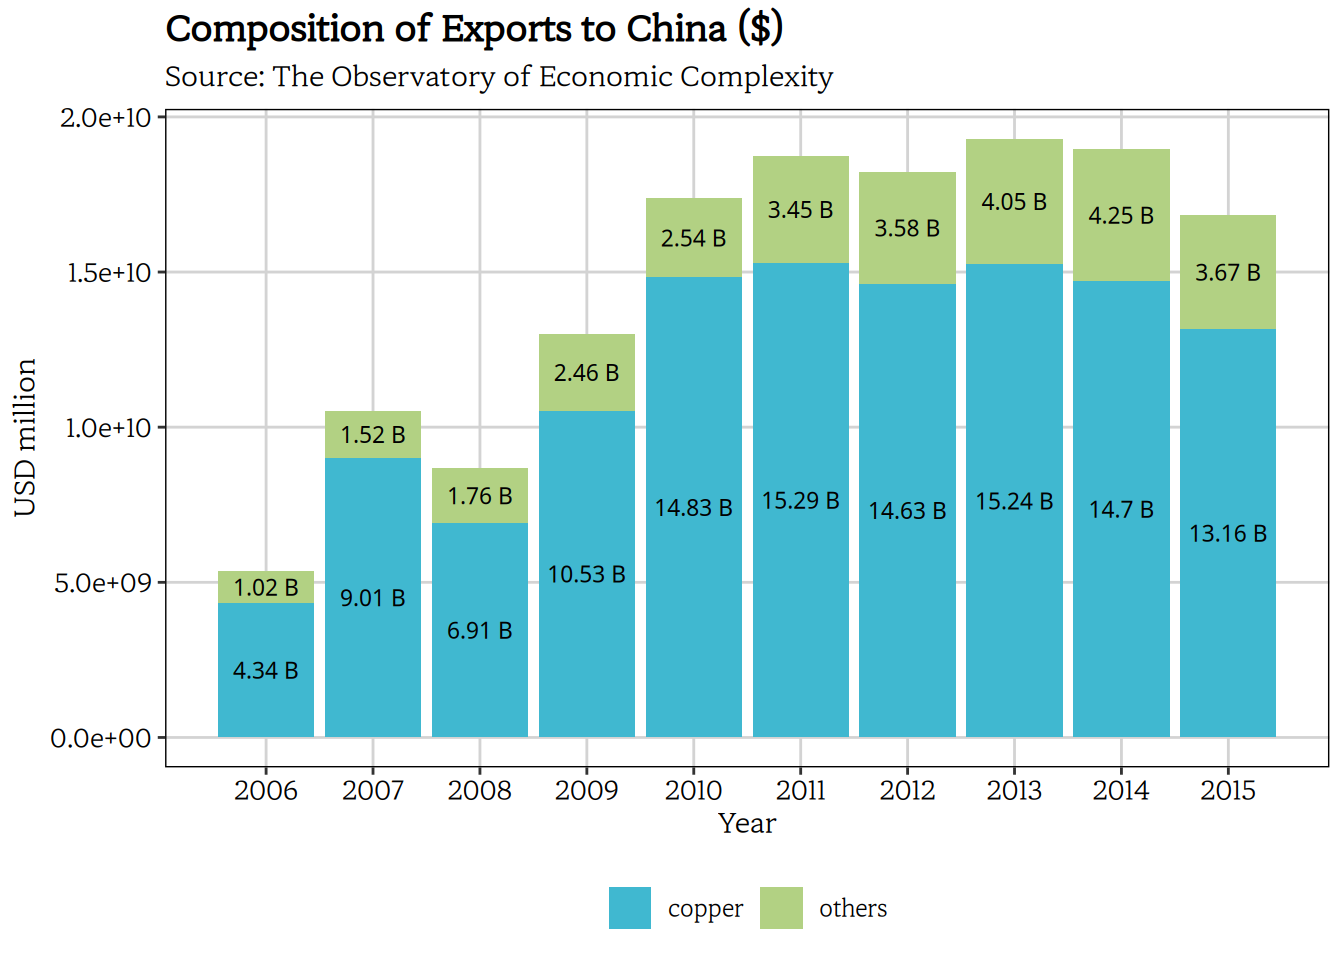 Composition of Exports to China ($)
Source: The Observatory of Economic Complexity
2.0e+10
1.5e+10
1.0e+10
5.0e+09
0.0e+00
USD million
1.02 B
4.34 B
1.52 B
9.01 B
1.76 B
6.91 B
2.46 B
10.53 B
2.54 B
14.83 B
3.45 B
15.29 B
3.58 B
14.63 B
4.05 B
15.24 B
4.25 B
14.7 B
3.67 B
13.16 B
2006 2007 2008 2009 2010 2011 2012 2013 2014 2015
Year
copper others